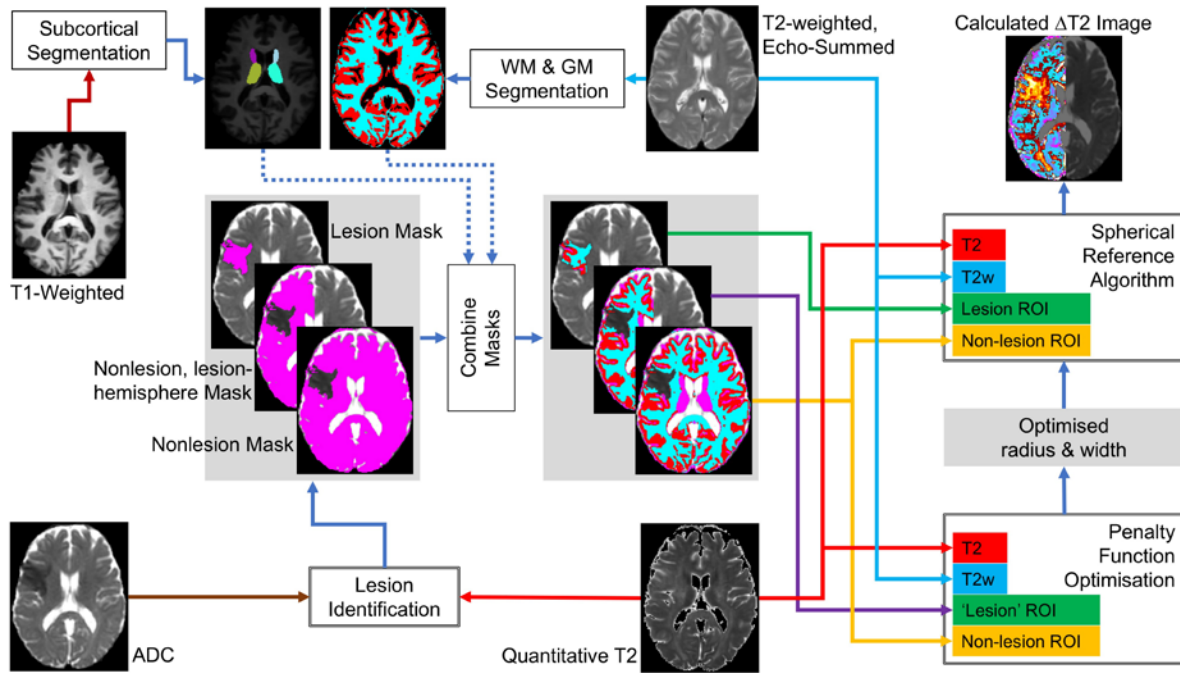 Subcortical
Segmentation
T1-Weighted
WM & GM
Segmentation
T2-weighted,
Echo-Summed
Calculated ΔT2 Image
Lesion Mask
Nonlesion, lesion-
hemisphere Mask
Nonlesion Mask
Combine
Masks
T2
T2w
Lesion ROI
Non-lesion ROI
Spherical
Reference
Algorithm
Optimised
radius & width
T2
T2w
'Lesion' ROI
Non-lesion ROI
Penalty
Function
Optimisation
ADC
Lesion
Identification
Quantitative T2